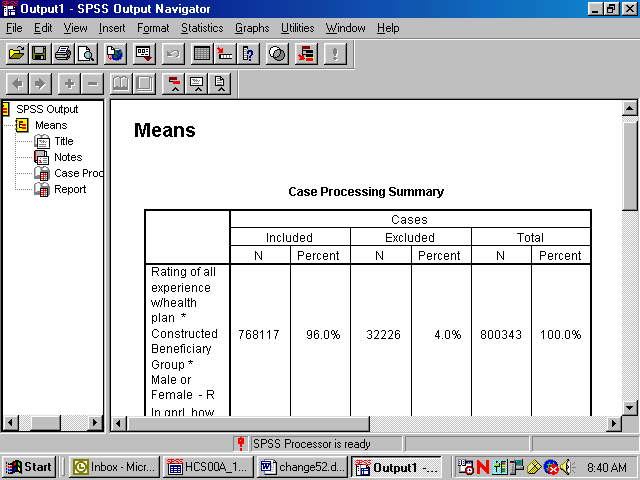 Output1 - SPSS Output Navigator
File Edit View Insert Format Statistics Graphs Utilities Window Help
SPSS Output
Means
Title
Notes
Case Proc
Report
Means
Case Processing Summary
Cases
Included Excluded Total
N Percent N Percent N Percent
Rating of all
experience
w/health
plan *
Constructed 768117 96.0% 32226 4.0% 800343 100.0%
Beneficiary
Group *
Male or
Female - R
In gnrl, how
SPSS Processor is ready
Start Inbox - Micr... HCS00A_1... change52.d... Output1 -... 8:40 AM